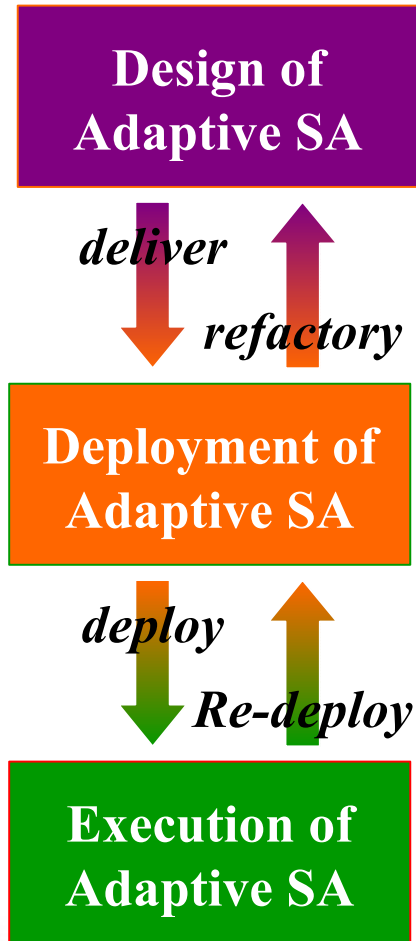 Design of
Adaptive SA
deliver
refactory
Deployment of
Adaptive SA
deploy
Re-deploy
Execution of
Adaptive SA